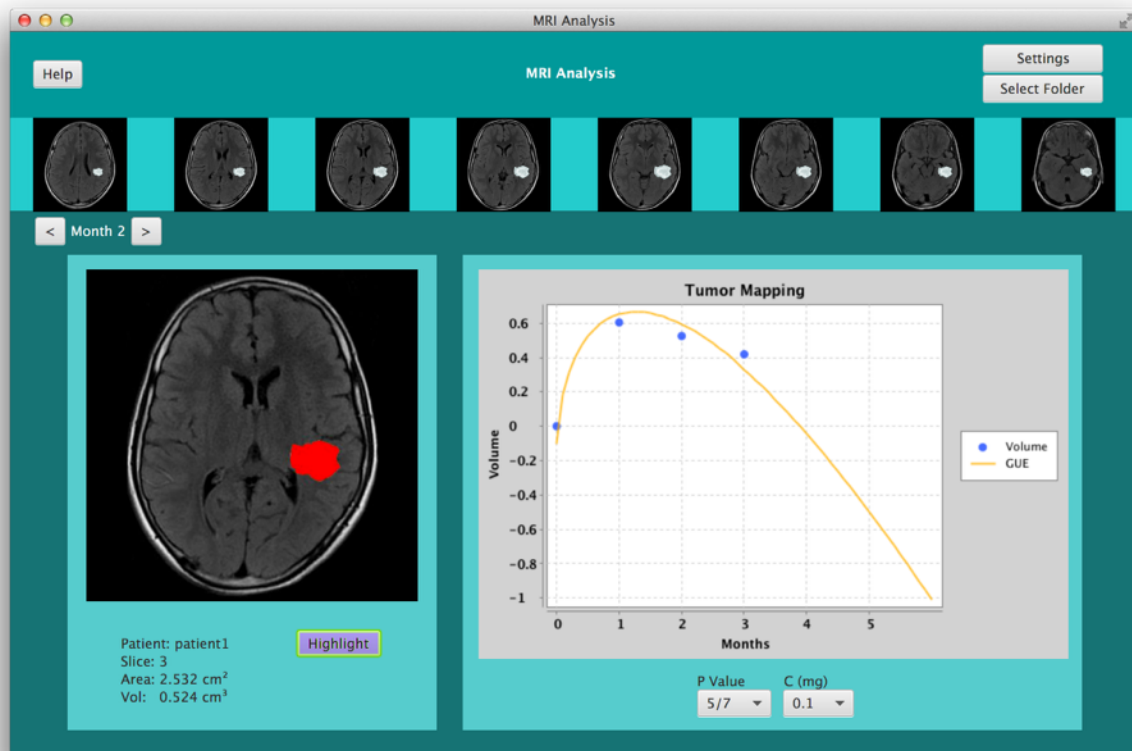 MRI Analysis
Help
MRI Analysis
Settings
Select Folder
< Month 2 >
Patient: patient1
Slice: 3
Area: 2.532 cm²
Vol: 0.524 cm³
Highlight
Tumor Mapping
Volume
0.6
0.4
0.2
0
-0.2
-0.4
-0.6
-0.8
-1
0 1 2 3 4 5
Months
Volume
GUE
P Value C (mg)
5/7 0.1